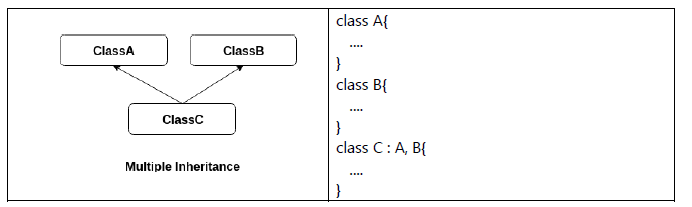 ClassA
ClassB
ClassC
Multiple Inheritance
class A{
....
}
class B{
....
}
class C : A, B{
....
}